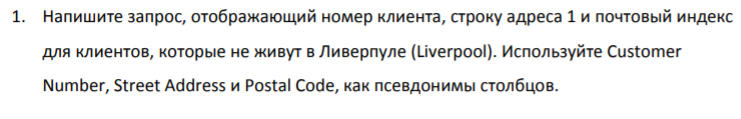 1. Напишите запрос, отображающий номер клиента, строку адреса 1 и почтовый индекс
для клиентов, которые не живут в Ливерпуле (Liverpool). Используйте Customer
Number, Street Address и Postal Code, как псевдонимы столбцов.